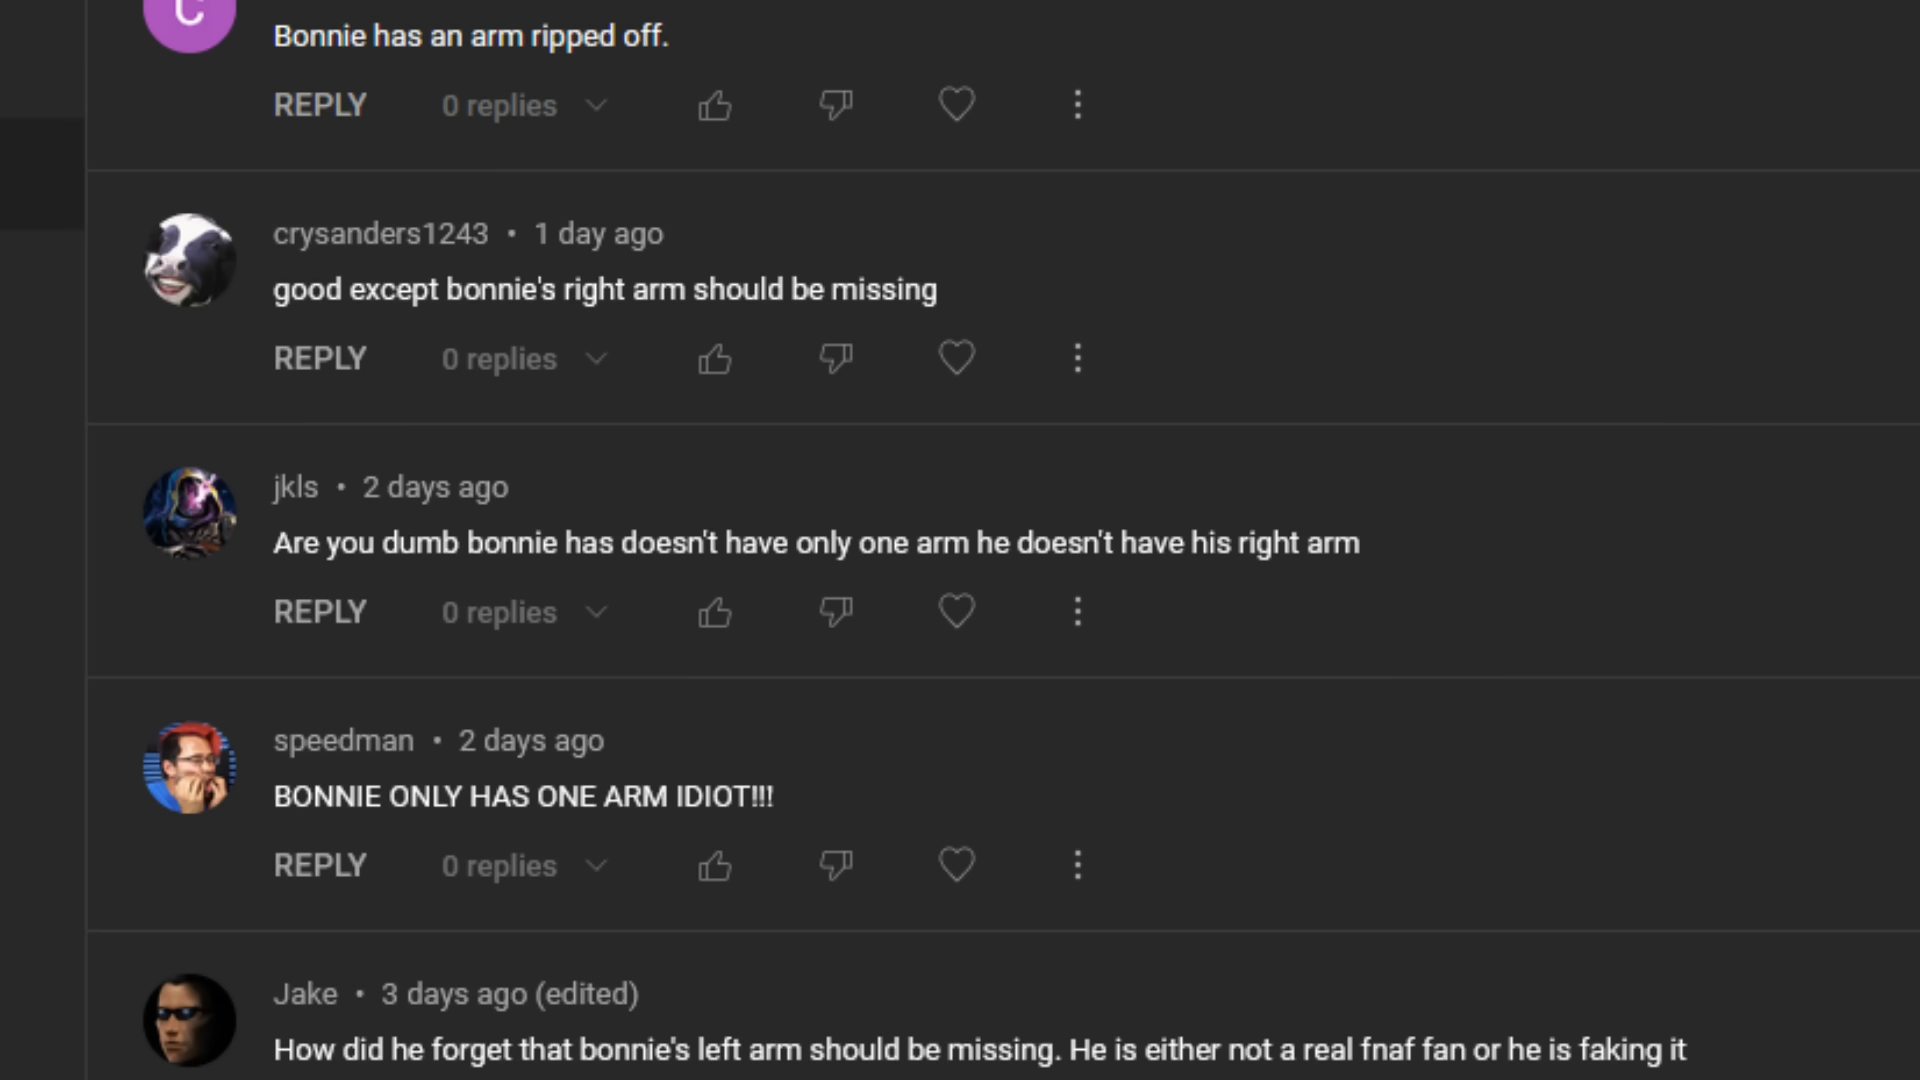 C
Bonnie has an arm ripped off.
REPLY 0 replies
crysanders1243 • 1 day ago
good except bonnie's right arm should be missing
REPLY 0 replies
jkls • 2 days ago
Are you dumb bonnie has doesn't have only one arm he doesn't have his right arm
REPLY 0 replies
speedman • 2 days ago
BONNIE ONLY HAS ONE ARM IDIOT!!!
REPLY 0 replies
Jake • 3 days ago (edited)
How did he forget that bonnie's left arm should be missing. He is either not a real fnaf fan or he is faking it